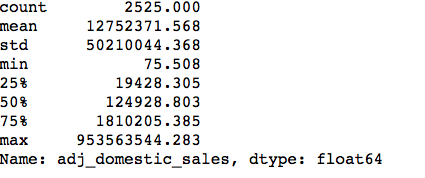 count 2525.000
mean 12752371.568
std 50210044.368
min 75.508
25% 19428.305
50% 124928.803
75% 1810205.385
max 953563544.283
Name: adj_domestic_sales, dtype: float64